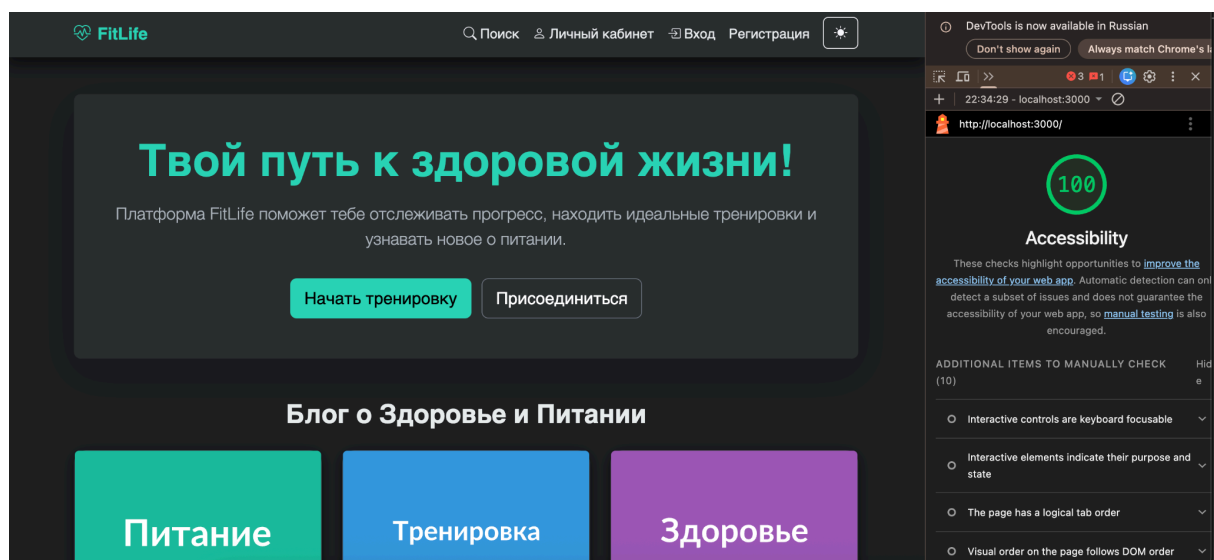 FitLife
Поиск
Личный кабинет
Вход
Регистрация
Твой путь к здоровой жизни!
Платформа FitLife поможет тебе отслеживать прогресс, находить идеальные тренировки и
узнавать новое о питании.
Начать тренировку
Присоединиться
Блог о Здоровье и Питании
Питание
Тренировка
Здоровье
DevTools is now available in Russian
Don't show again
Always match Chrome's la
3
1
22:34:29 - localhost:3000
http://localhost:3000/
100
Accessibility
These checks highlight opportunities to improve the
accessibility of your web app. Automatic detection can onl
detect a subset of issues and does not guarantee the
accessibility of your web app, so manual testing is also
encouraged.
ADDITIONAL ITEMS TO MANUALLY CHECK
(10)
Hid
e
Interactive controls are keyboard focusable
Interactive elements indicate their purpose and
state
The page has a logical tab order
Visual order on the page follows DOM order